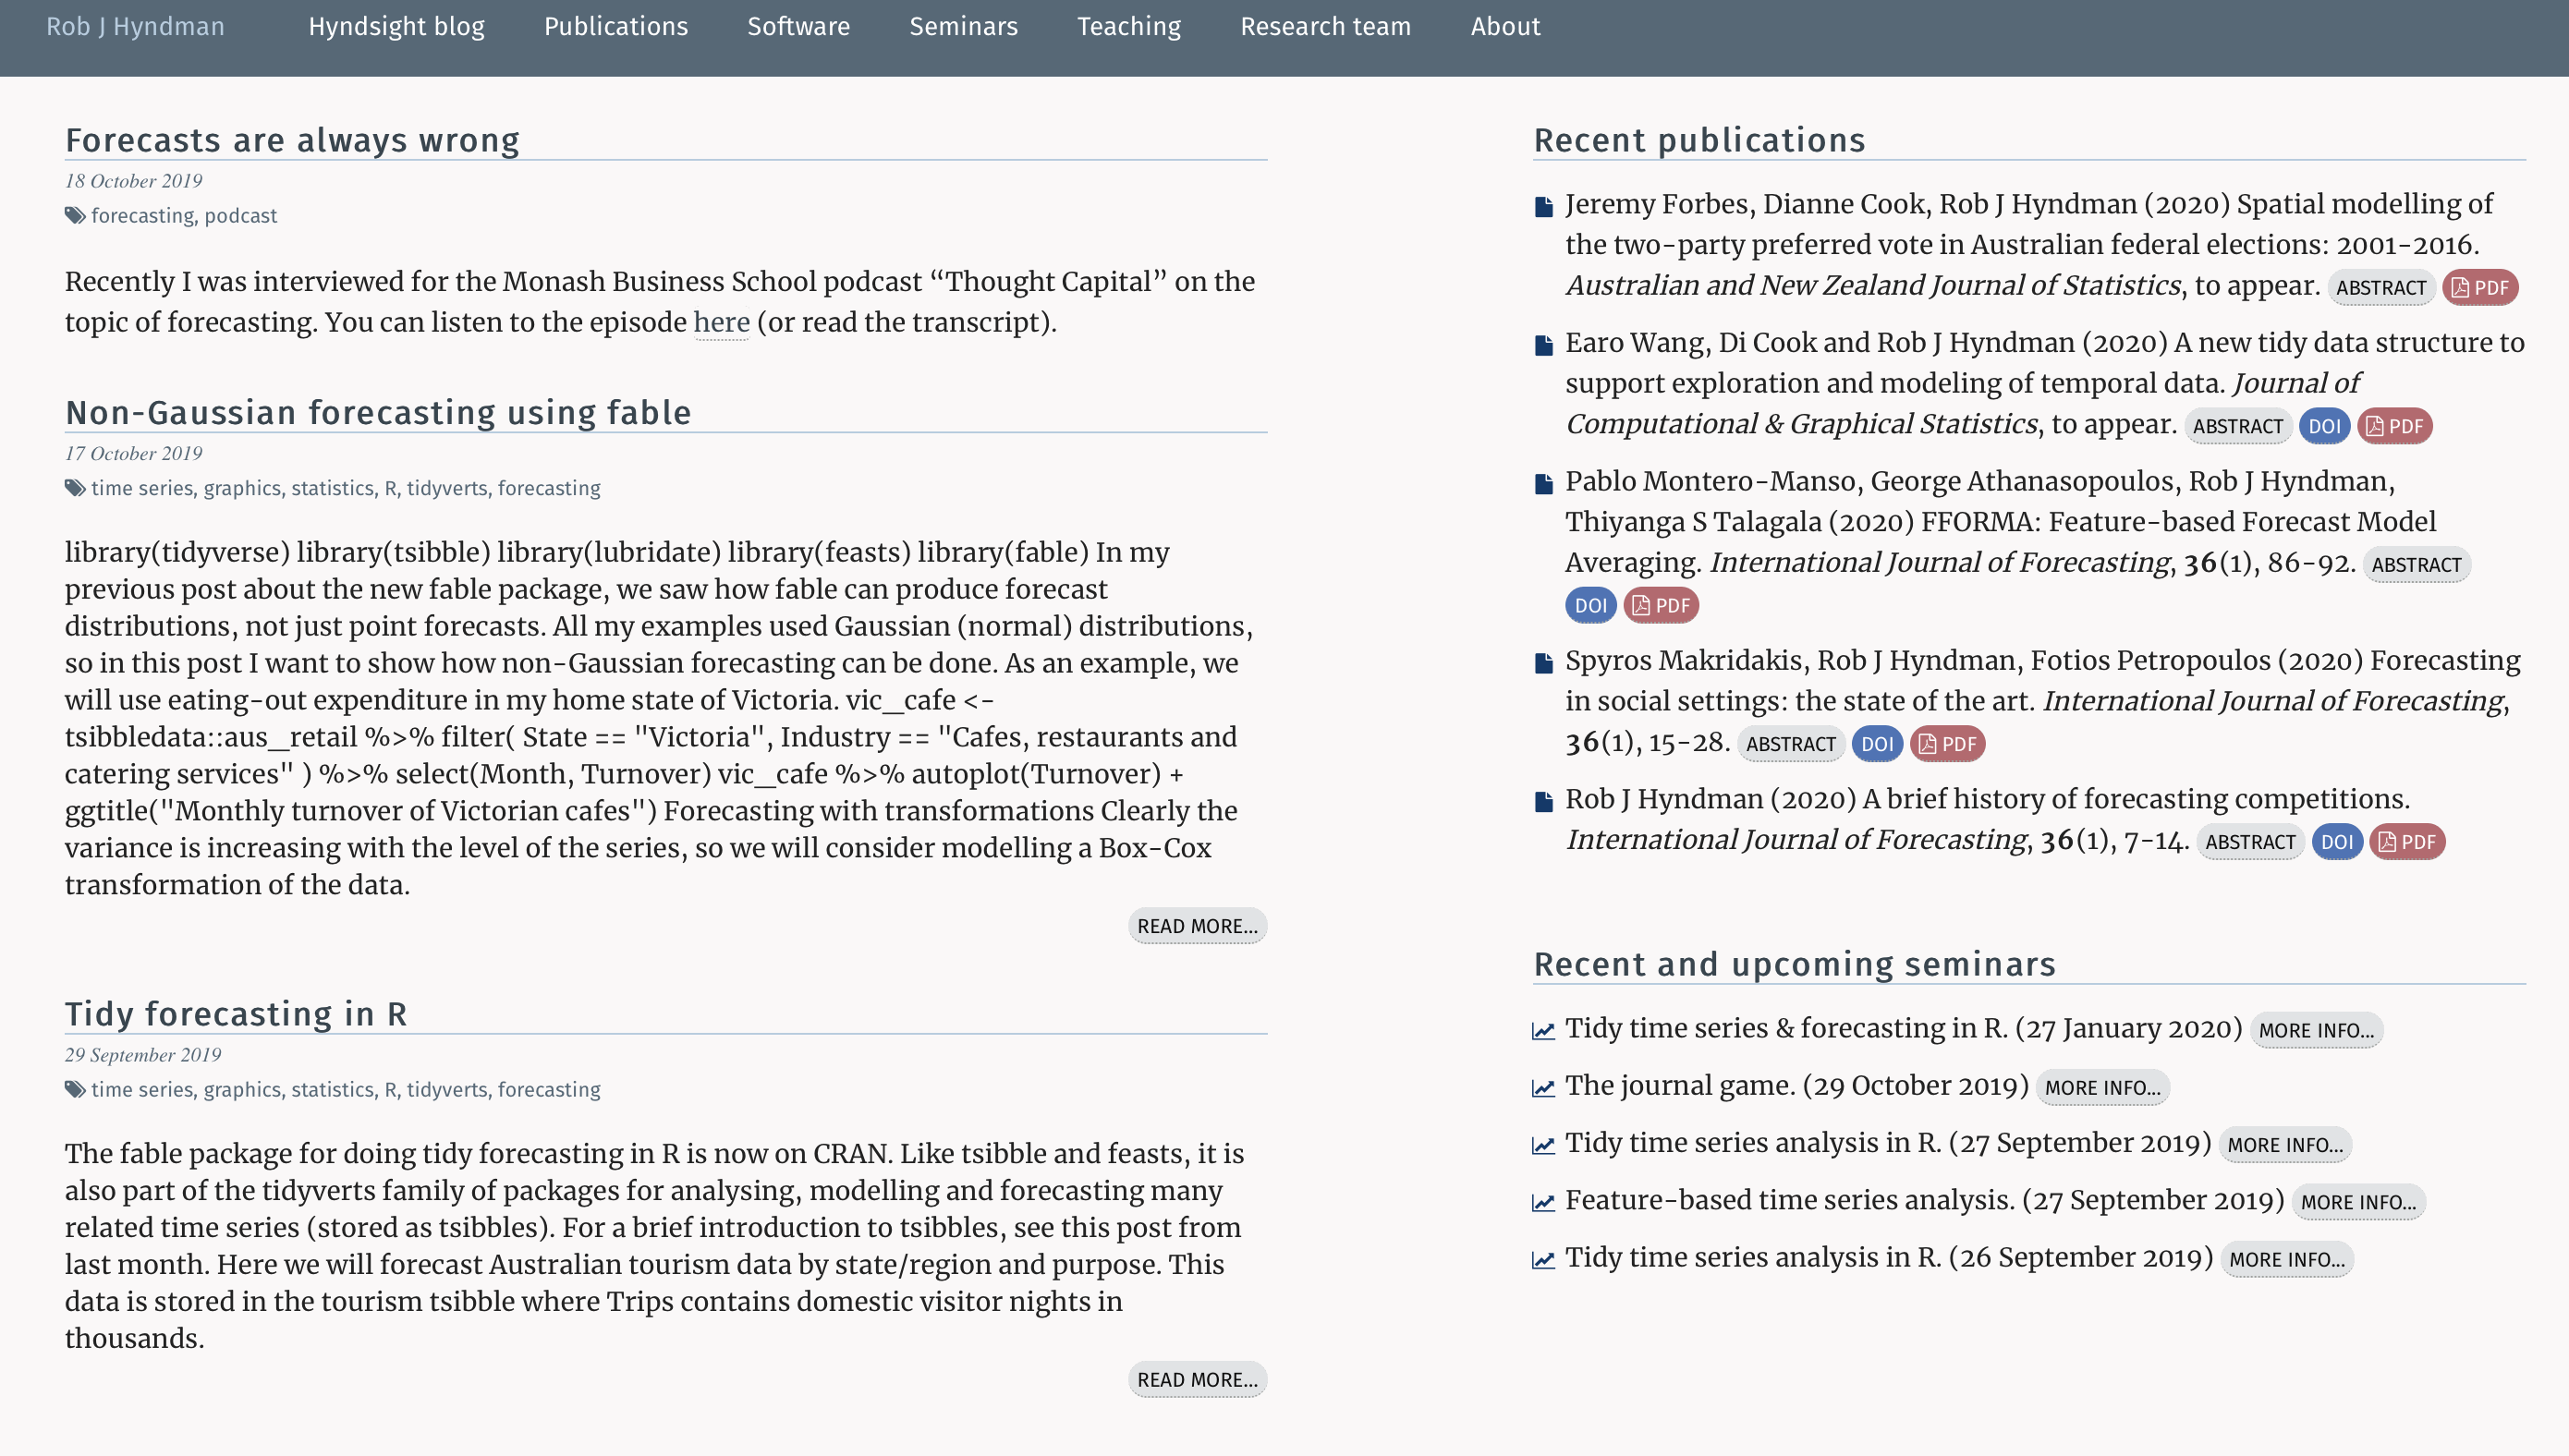 Rob J Hyndman Hyndsight blog Publications Software Seminars Teaching Research team About
Forecasts are always wrong
18 October 2019
forecasting, podcast
Recently I was interviewed for the Monash Business School podcast “Thought Capital” on the
topic of forecasting. You can listen to the episode here (or read the transcript).
Non-Gaussian forecasting using fable
17 October 2019
time series, graphics, statistics, R, tidyverts, forecasting
library(tidyverse) library(tsibble) library(lubridate) library(feasts) library(fable) In my
previous post about the new fable package, we saw how fable can produce forecast
distributions, not just point forecasts. All my examples used Gaussian (normal) distributions,
so in this post I want to show how non-Gaussian forecasting can be done. As an example, we
will use eating-out expenditure in my home state of Victoria. vic_cafe <-
tsibbledata::aus_retail %>% filter( State == "Victoria", Industry == "Cafes, restaurants and
catering services" ) %>% select(Month, Turnover) vic_cafe %>% autoplot(Turnover) +
ggtitle("Monthly turnover of Victorian cafes") Forecasting with transformations Clearly the
variance is increasing with the level of the series, so we will consider modelling a Box-Cox
transformation of the data.
READ MORE...
Tidy forecasting in R
29 September 2019
time series, graphics, statistics, R, tidyverts, forecasting
The fable package for doing tidy forecasting in R is now on CRAN. Like tsibble and feasts, it is
also part of the tidyverts family of packages for analysing, modelling and forecasting many
related time series (stored as tsibbles). For a brief introduction to tsibbles, see this post from
last month. Here we will forecast Australian tourism data by state/region and purpose. This
data is stored in the tourism tsibble where Trips contains domestic visitor nights in
thousands.
READ MORE...
Recent publications
Jeremy Forbes, Dianne Cook, Rob J Hyndman (2020) Spatial modelling of
the two-party preferred vote in Australian federal elections: 2001-2016.
Australian and New Zealand Journal of Statistics, to appear. ABSTRACT PDF
Earo Wang, Di Cook and Rob J Hyndman (2020) A new tidy data structure to
support exploration and modeling of temporal data. Journal of
Computational & Graphical Statistics, to appear. ABSTRACT DOI PDF
Pablo Montero-Manso, George Athanasopoulos, Rob J Hyndman,
Thiyanga S Talagala (2020) FFORMA: Feature-based Forecast Model
Averaging. International Journal of Forecasting, 36(1), 86-92. ABSTRACT
DOI PDF
Spyros Makridakis, Rob J Hyndman, Fotios Petropoulos (2020) Forecasting
in social settings: the state of the art. International Journal of Forecasting,
36(1), 15-28. ABSTRACT DOI PDF
Rob J Hyndman (2020) A brief history of forecasting competitions.
International Journal of Forecasting, 36(1), 7-14. ABSTRACT DOI PDF
Recent and upcoming seminars
Tidy time series & forecasting in R. (27 January 2020) MORE INFO...
The journal game. (29 October 2019) MORE INFO...
Tidy time series analysis in R. (27 September 2019) MORE INFO...
Feature-based time series analysis. (27 September 2019) MORE INFO...
Tidy time series analysis in R. (26 September 2019) MORE INFO...